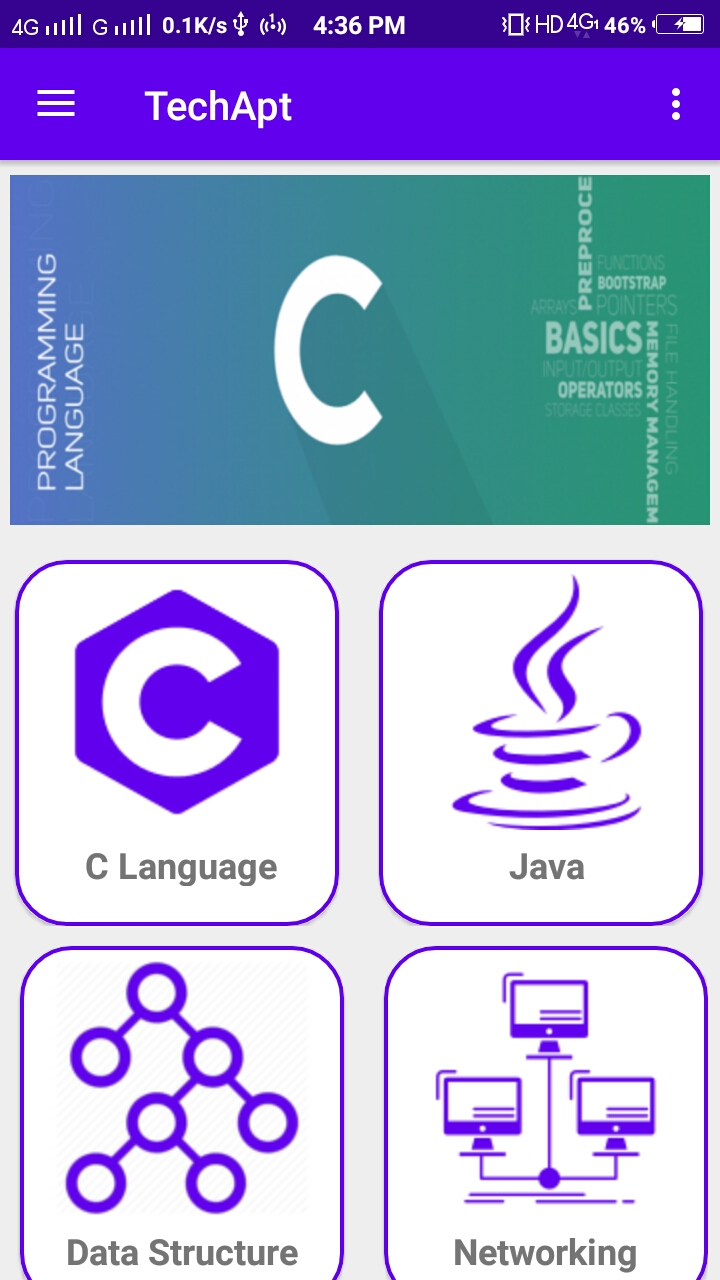 4G G 0.1K/s 4:36 PM HD 4G1 46%
TechApt
PROGRAMMING
LANGUAGE
C
PREPROCE
FUNCTIONS
BOOTSTRAP
ARRAYS POINTERS
BASICS
INPUT/OUTPUT
OPERATORS
STORAGE CLASSES
MEMORY MANAGEM
FILE HANDLING
C
C Language
Java
Data Structure
Networking